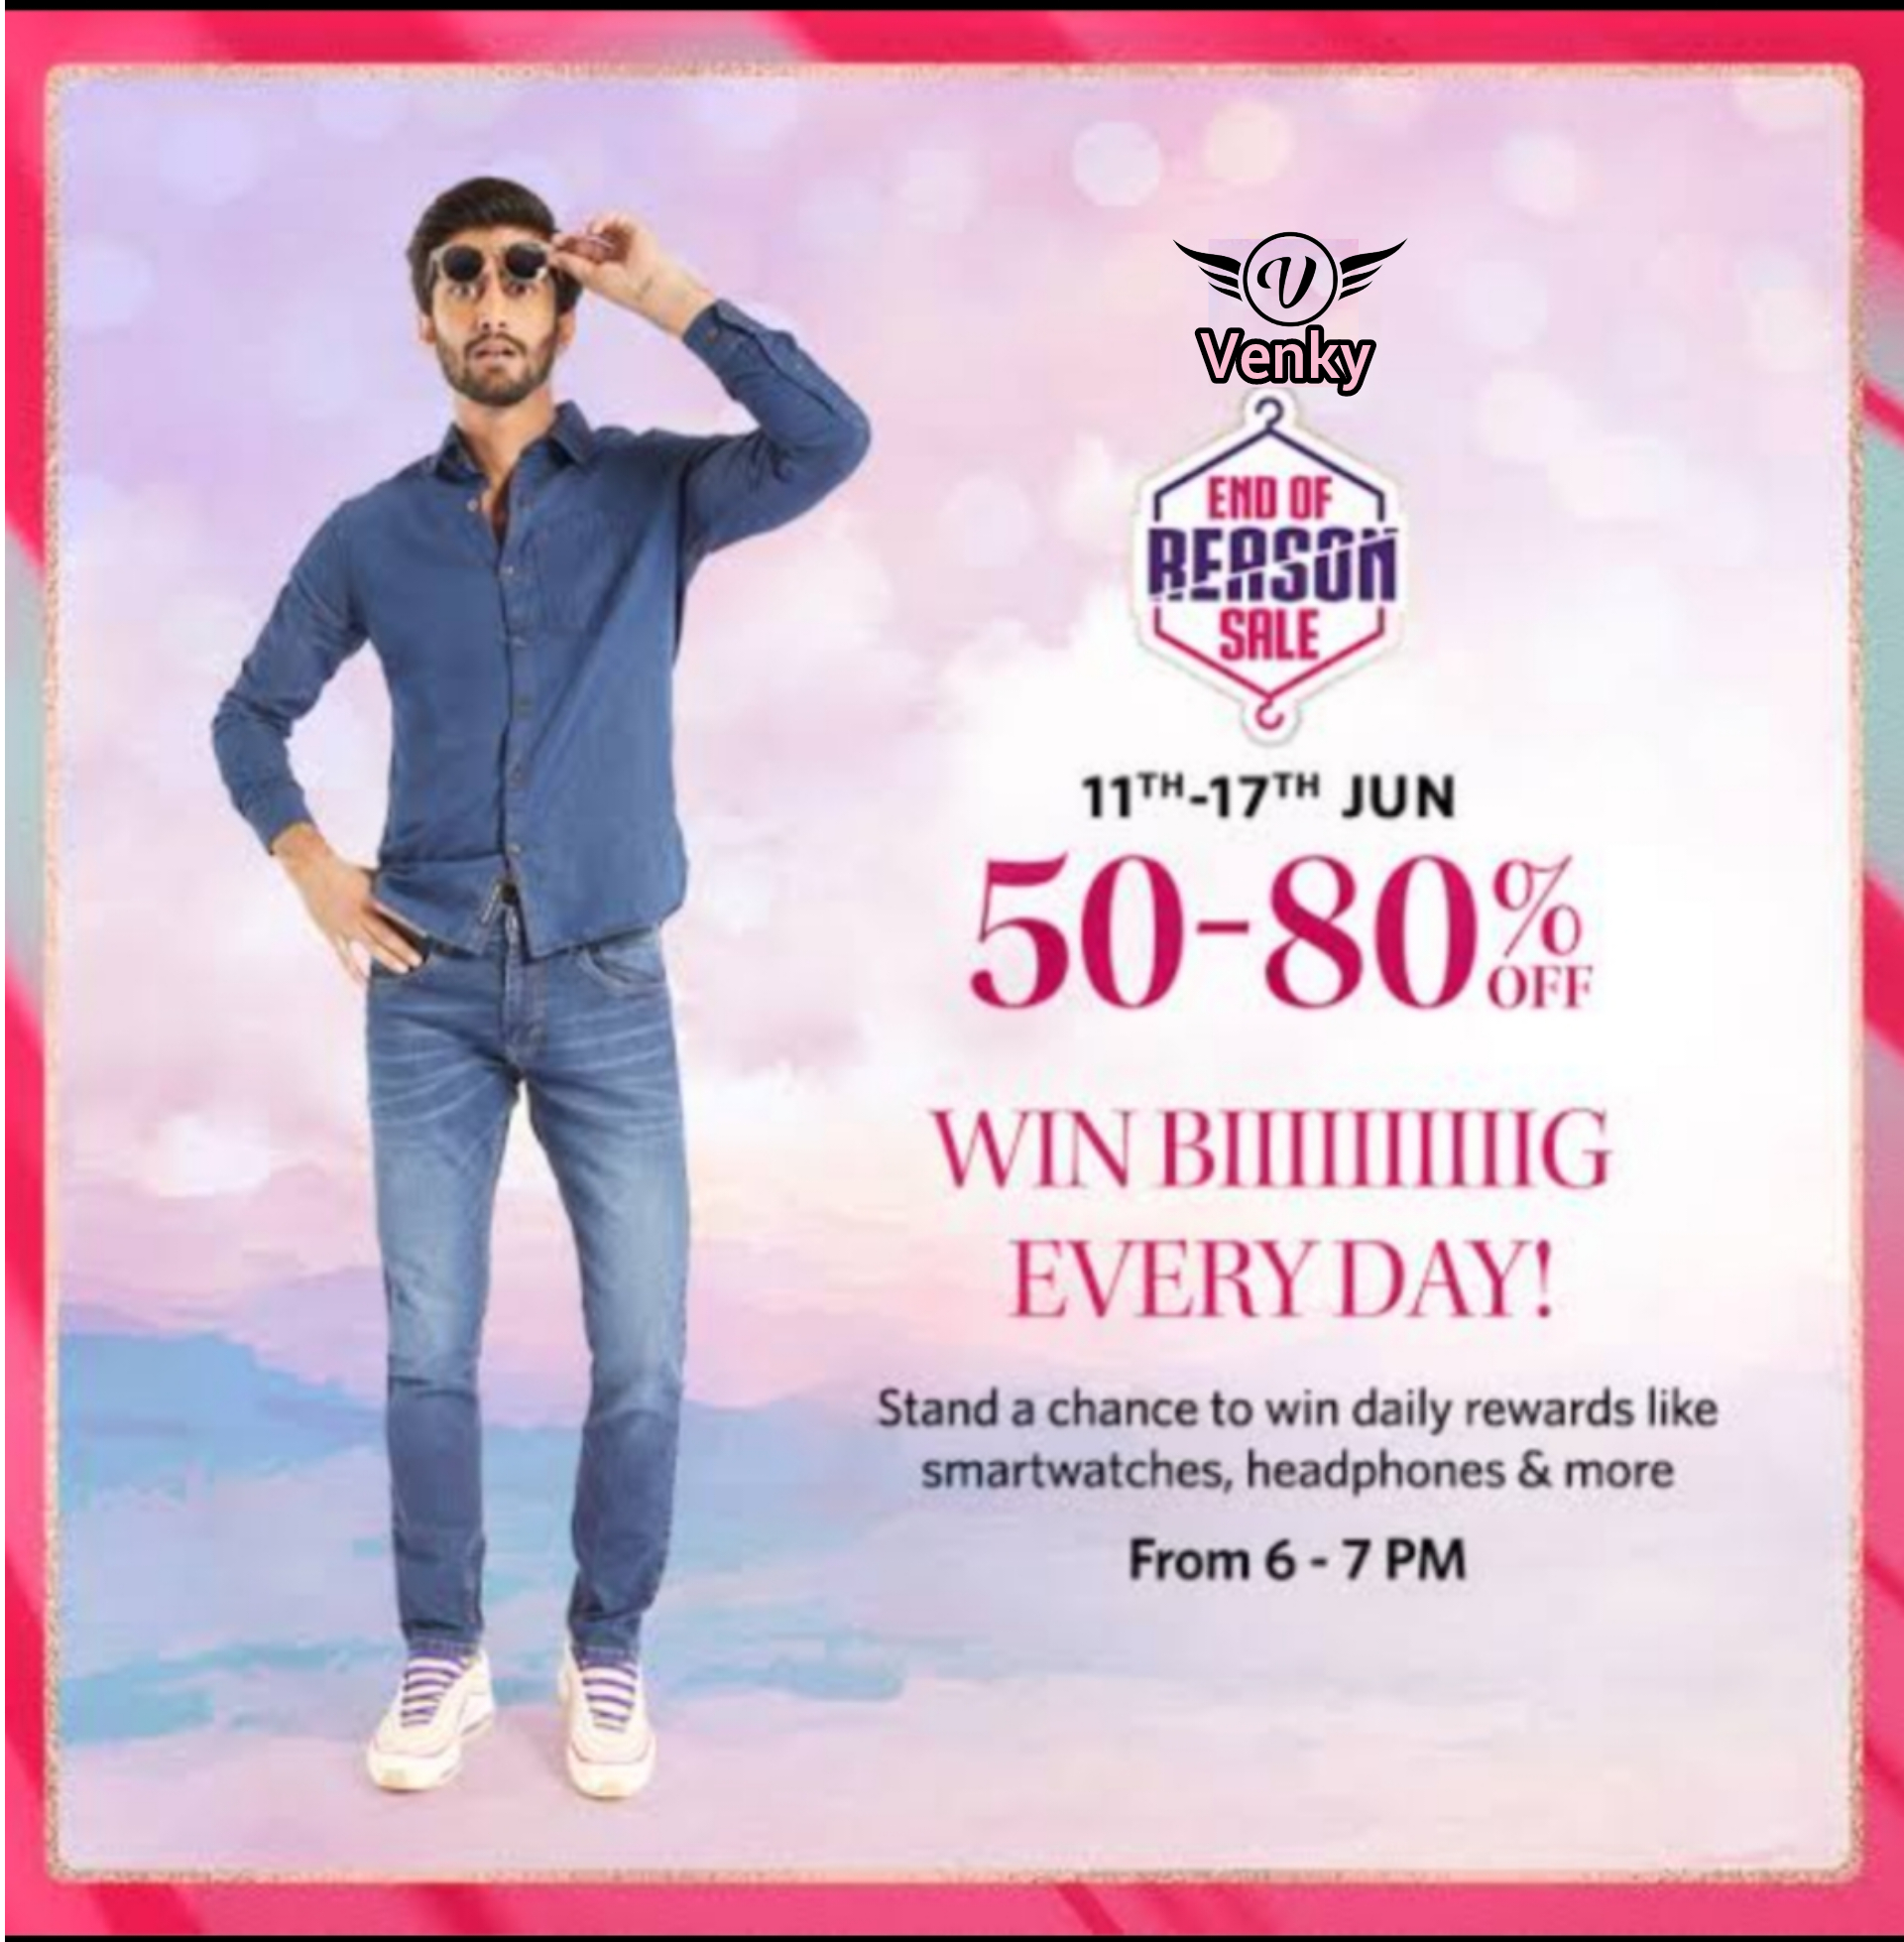 V
Venky
END OF
REASON
SALE
11TH-17TH JUN
50-80%
OFF
WIN BIIIIIIIIIIG
EVERY DAY!
Stand a chance to win daily rewards like
smartwatches, headphones & more
From 6 - 7 PM